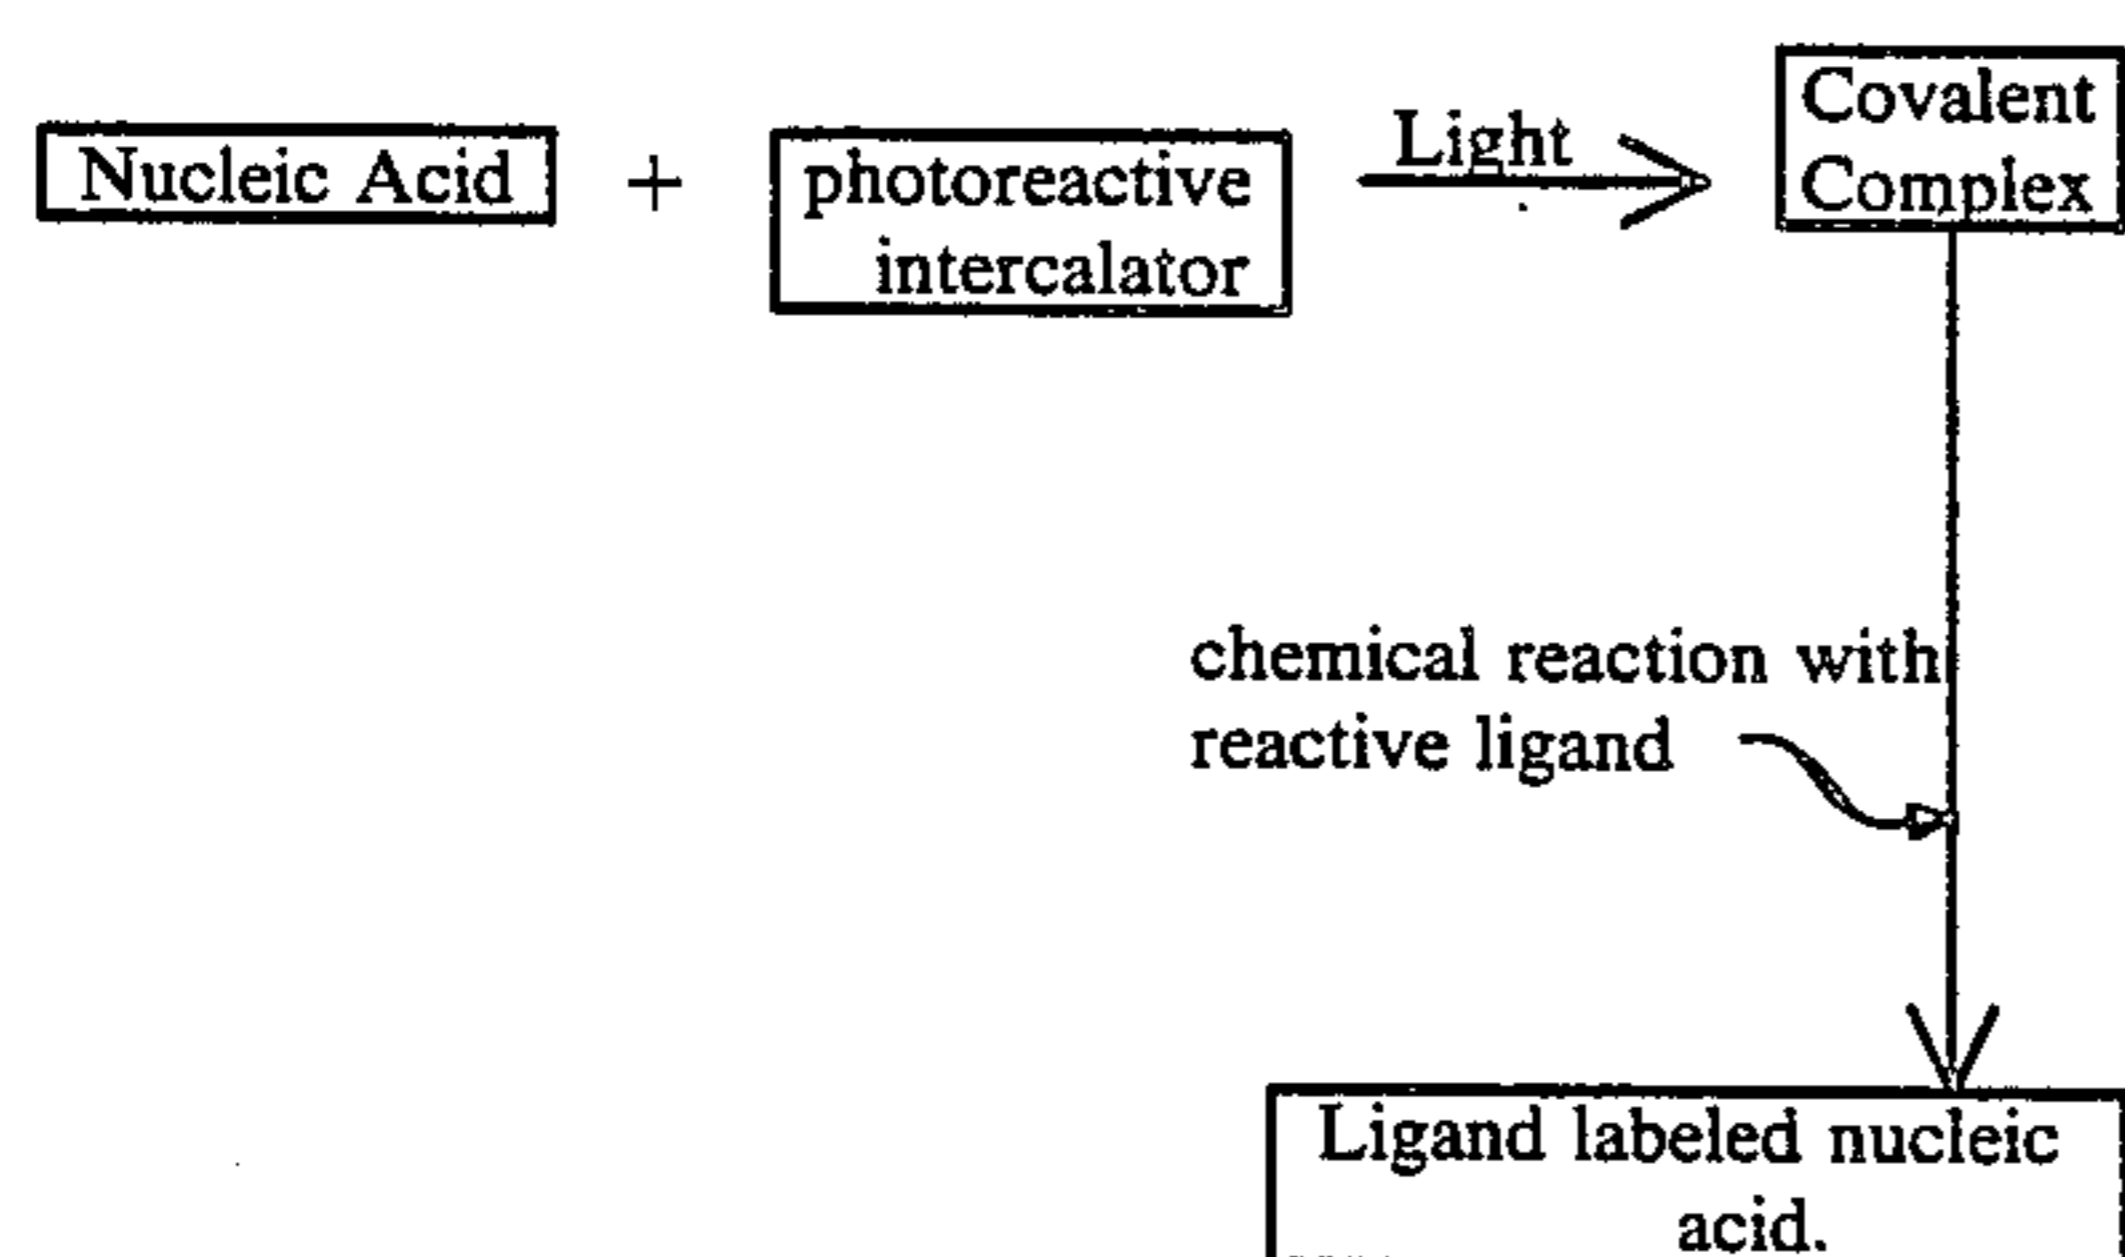 Nucleic Acid + photoreactive
intercalator
Light
Covalent
Complex
chemical reaction with
reactive ligand
Ligand labeled nucleic
acid.